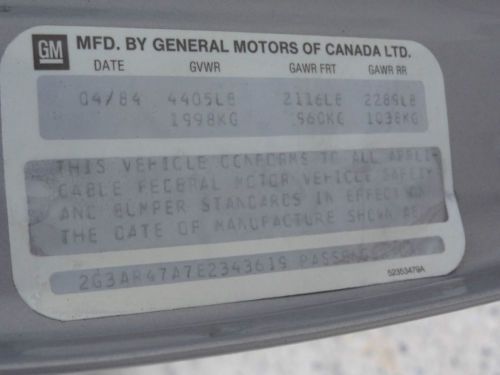 GM MFD. BY GENERAL MOTORS OF CANADA LTD.
DATE GVWR GAWR FRT GAWR RR
04/84 4405LB 2116LB 2289LB
1998KG 960KG 1038KG
THIS VEHICLE CONFORMS TO ALL APPLI-
CABLE FEDERAL MOTOR VEHICLE SAFETY
AND BUMPER STANDARDS IN EFFECT ON
THE DATE OF MANUFACTURE SHOWN AB
2G3AR47A7E2343619
52353479A